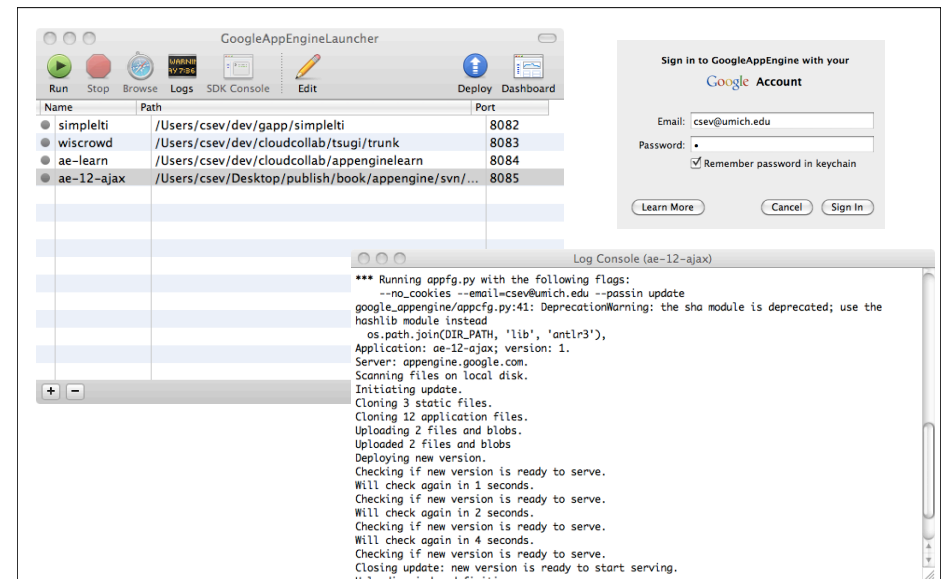 GoogleAppEngineLauncher
WARNIN
AY 7:36
Run Stop Browse Logs SDK Console Edit Deploy Dashboard
Name Path Port
simplelti /Users/csev/dev/gapp/simplelti 8082
wiscrowd /Users/csev/dev/cloudcollab/tsugi/trunk 8083
ae-learn /Users/csev/dev/cloudcollab/appenginelearn 8084
ae-12-ajax /Users/csev/Desktop/publish/book/appengine/svn/... 8085
+ −
Sign in to GoogleAppEngine with your
Google Account
Email: csev@umich.edu
Password: •
Remember password in keychain
Learn More Cancel Sign In
Log Console (ae-12-ajax)
*** Running appfg.py with the following flags:
--no_cookies --email=csev@umich.edu --passin update
google_appengine/appcfg.py:41: DeprecationWarning: the sha module is deprecated; use the
hashlib module instead
os.path.join(DIR_PATH, 'lib', 'antlr3'),
Application: ae-12-ajax; version: 1.
Server: appengine.google.com.
Scanning files on local disk.
Initiating update.
Cloning 3 static files.
Cloning 12 application files.
Uploading 2 files and blobs.
Uploaded 2 files and blobs
Deploying new version.
Checking if new version is ready to serve.
Will check again in 1 seconds.
Checking if new version is ready to serve.
Will check again in 2 seconds.
Checking if new version is ready to serve.
Will check again in 4 seconds.
Checking if new version is ready to serve.
Closing update: new version is ready to start serving.